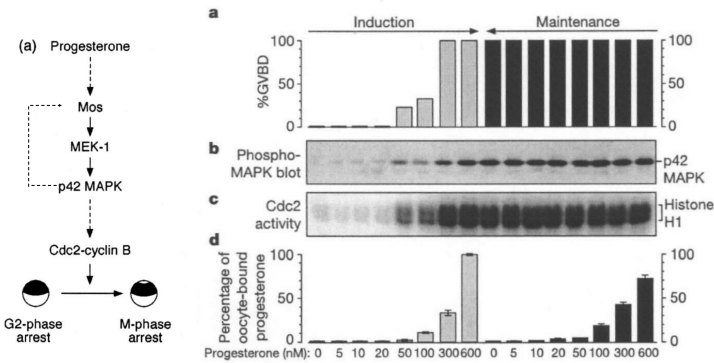 (a)
Progesterone
Mos
MEK-1
p42 MAPK
Cdc2-cyclin B
G2-phase
arrest
M-phase
arrest
a
Induction
Maintenance
%GVBD
100
50
0
100
50
0
b
Phospho-
MAPK blot
p42
MAPK
c
Cdc2
activity
Histone
H1
d
Percentage of
oocyte-bound
progesterone
100
50
0
100
50
0
Progesterone (nM): 0 5 10 20 50 100 300 600 0 5 10 20 50 100 300 600